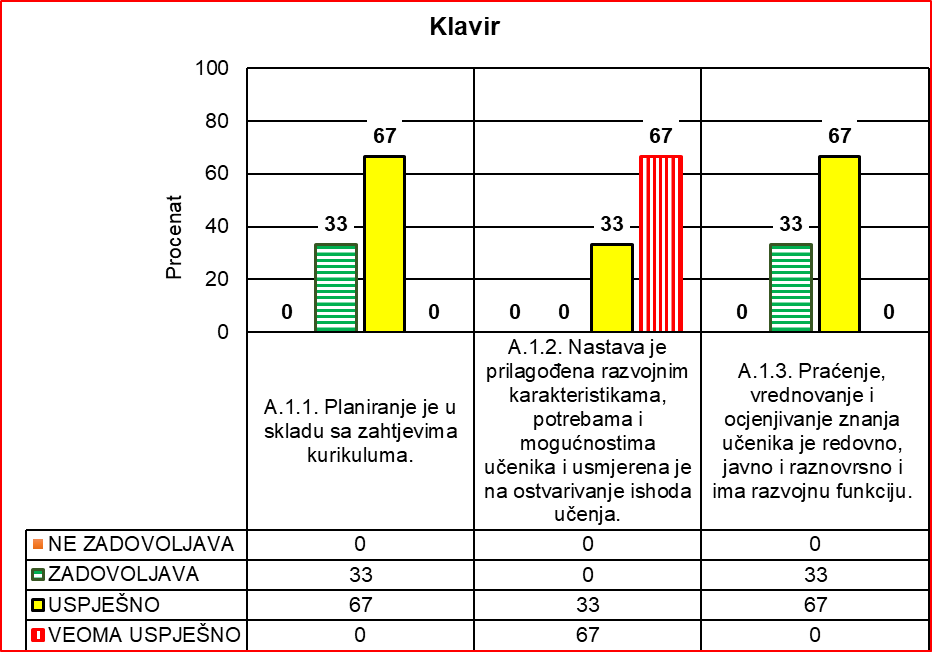 Klavir
100
80
60
40
20
0
Procenat
0 33 67 0
0 0 33 67
0 33 67 0
A.1.1. Planiranje je u
skladu sa zahtjevima
kurikuluma.
A.1.2. Nastava je
prilagođena razvojnim
karakteristikama,
potrebama i
mogućnostima
učenika i usmjerena je
na ostvarivanje ishoda
učenja.
A.1.3. Praćenje,
vrednovanje i
ocjenjivanje znanja
učenika je redovno,
javno i raznovrsno i
ima razvojnu funkciju.
NE ZADOVOLJAVA 0 0 0
ZADOVOLJAVA 33 0 33
USPJEŠNO 67 33 67
VEOMA USPJEŠNO 0 67 0